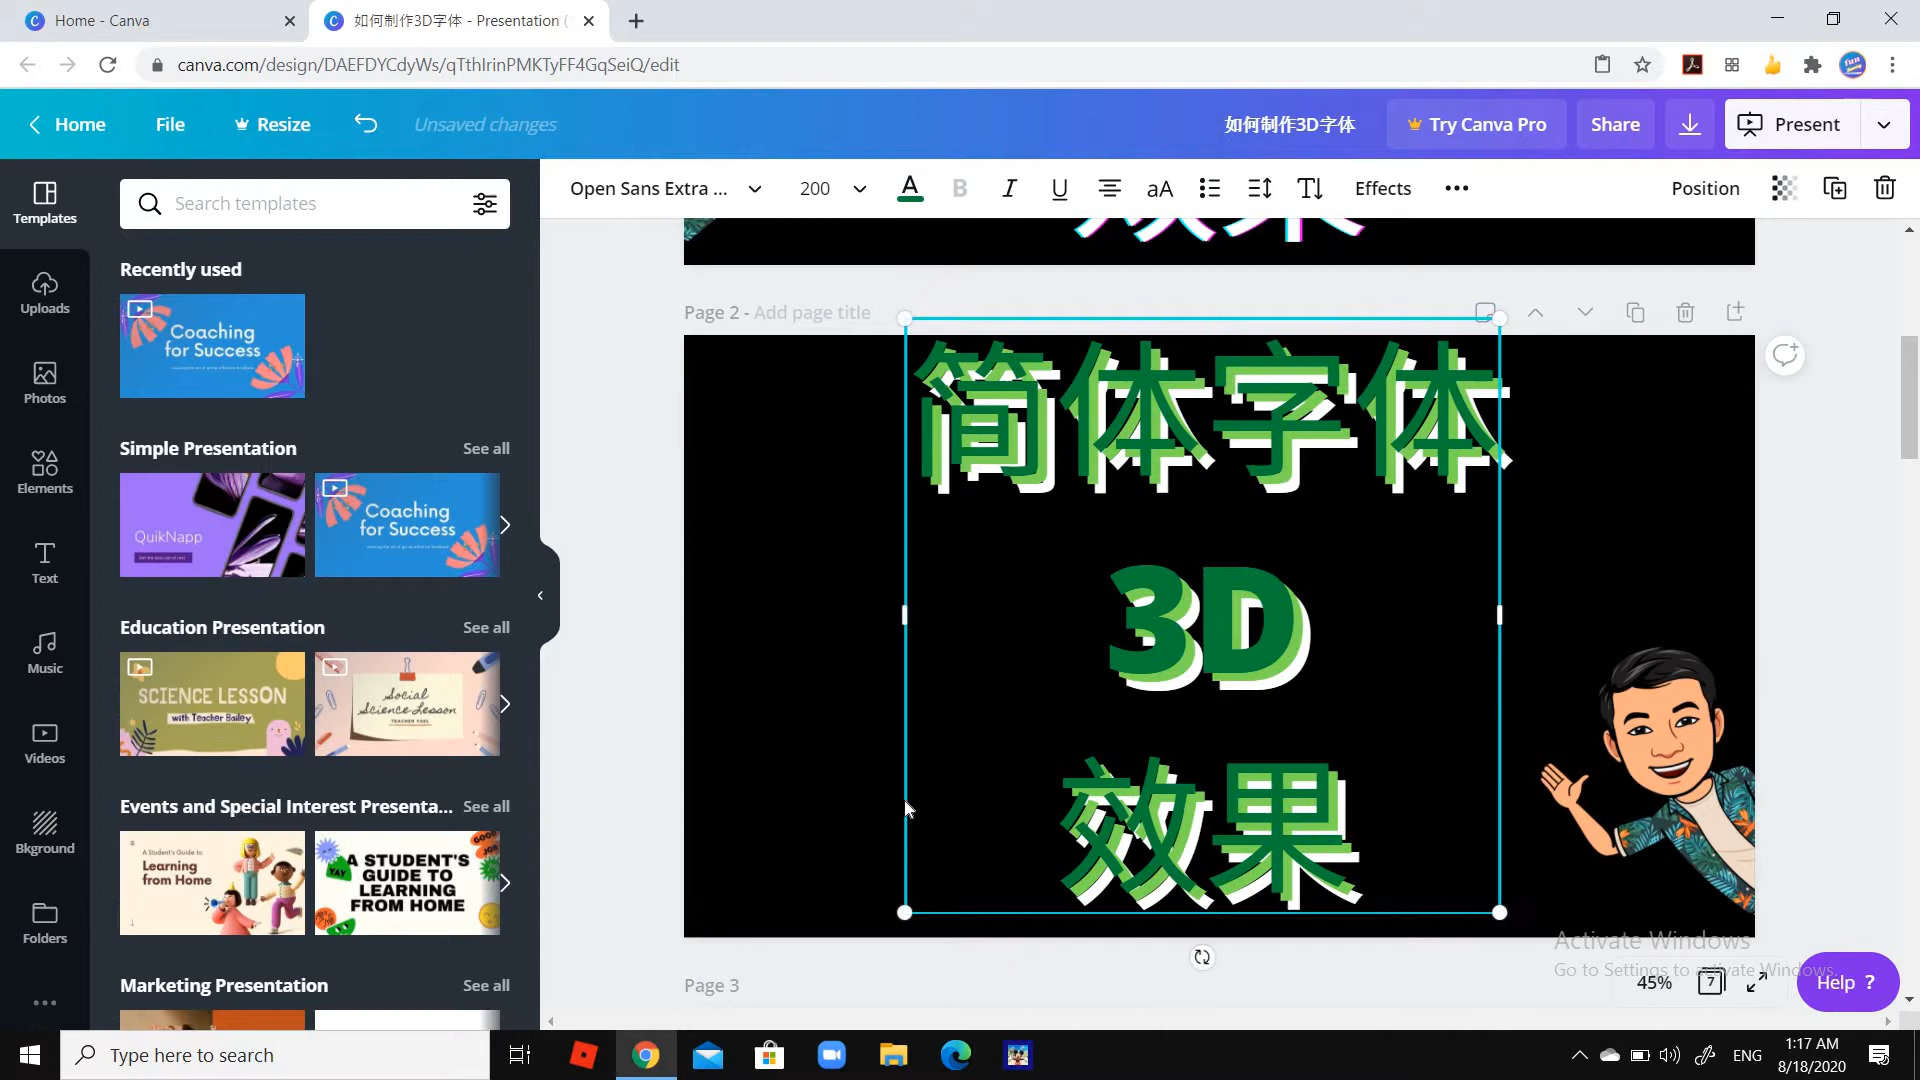 Home - Canva
如何制作3D字体 - Presentation (
canva.com/design/DAEFDYCdyWs/qTthIrinPMKTyFF4GqSeiQ/edit
Home
File
Resize
Unsaved changes
如何制作3D字体
Try Canva Pro
Share
Present
Templates
Search templates
Open Sans Extra ...
200
A
B
I
U
aA
Effects
Position
Recently used
Coaching
for Success
Uploads
Page 2 - Add page title
简体字体
3D
效果
Photos
Simple Presentation
See all
QuikNapp
Coaching
for Success
Elements
Text
Education Presentation
See all
SCIENCE LESSON
with Teacher Bailey
Social
Science Lesson
Music
Videos
Events and Special Interest Presenta...
See all
A Student's Guide to
Learning
from Home
YAY
GOOD JOB
A STUDENT'S
GUIDE TO
LEARNING
FROM HOME
Bkground
Folders
Marketing Presentation
See all
Page 3
Activate Windows
Go to Settings to activate Windows.
45%
7
Help ?
Type here to search
ENG
1:17 AM
8/18/2020